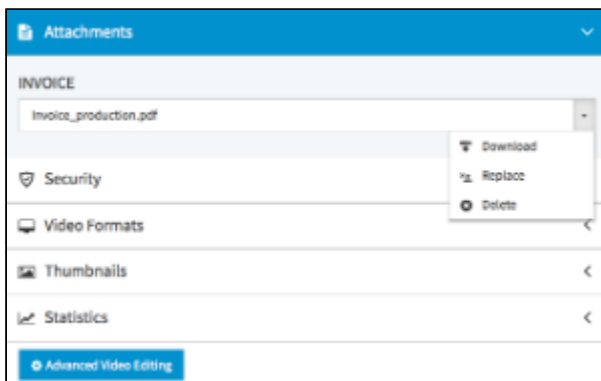 Attachments
INVOICE
Invoice_production.pdf
Download
Replace
Delete
Security
Video Formats
Thumbnails
Statistics
Advanced Video Editing